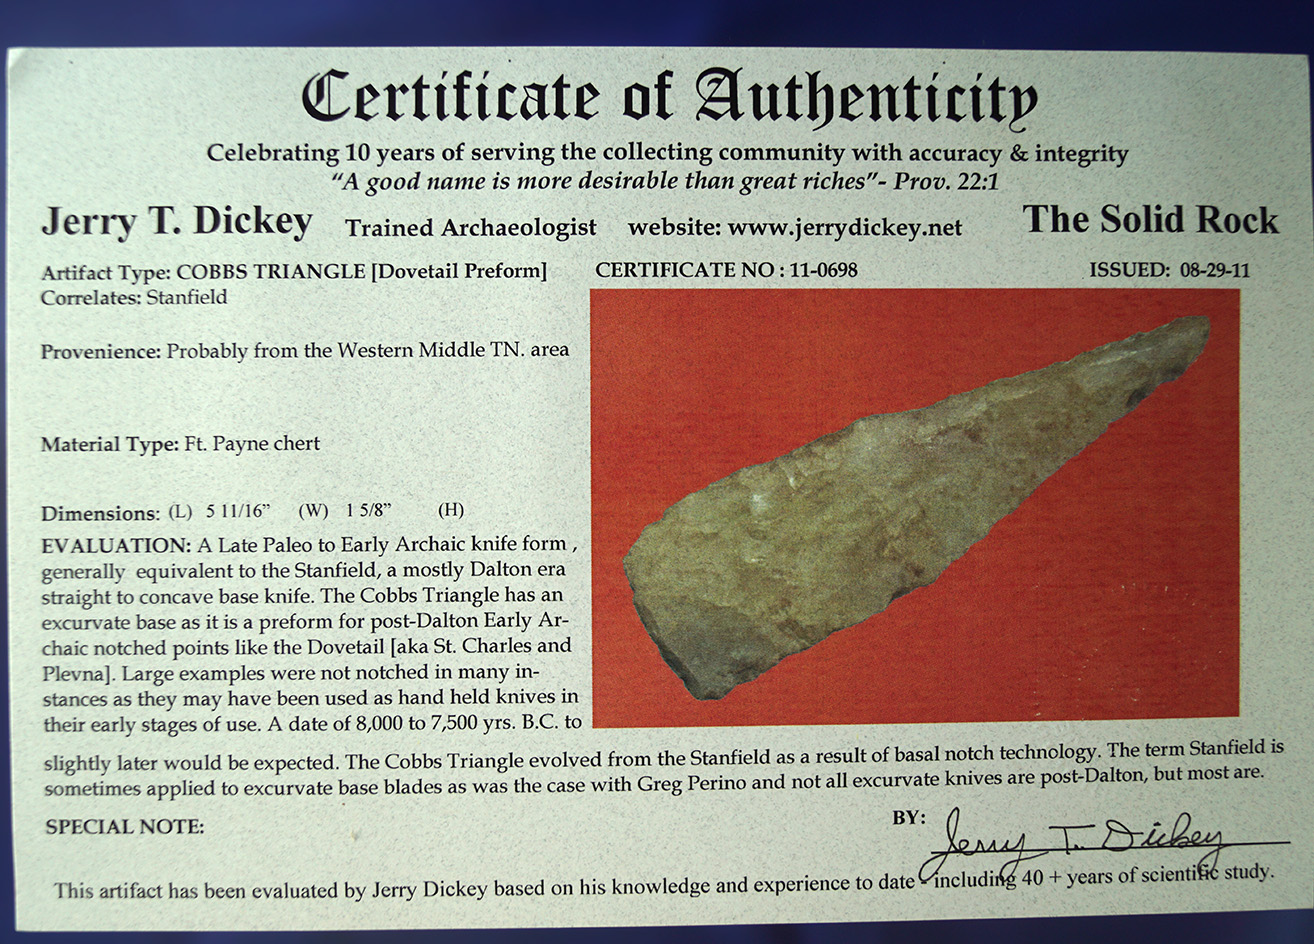 Certificate of Authenticity
Celebrating 10 years of serving the collecting community with accuracy & integrity
“A good name is more desirable than great riches”- Prov. 22:1
Jerry T. Dickey Trained Archaeologist website: www.jerrydickey.net The Solid Rock
Artifact Type: COBBS TRIANGLE [Dovetail Preform] CERTIFICATE NO : 11-0698 ISSUED: 08-29-11
Correlates: Stanfield
Provenience: Probably from the Western Middle TN. area
Material Type: Ft. Payne chert
Dimensions: (L) 5 11/16” (W) 1 5/8” (H)
EVALUATION: A Late Paleo to Early Archaic knife form ,
generally equivalent to the Stanfield, a mostly Dalton era
straight to concave base knife. The Cobbs Triangle has an
excurvate base as it is a preform for post-Dalton Early Ar-
chaic notched points like the Dovetail [aka St. Charles and
Plevna]. Large examples were not notched in many in-
stances as they may have been used as hand held knives in
their early stages of use. A date of 8,000 to 7,500 yrs. B.C. to
slightly later would be expected. The Cobbs Triangle evolved from the Stanfield as a result of basal notch technology. The term Stanfield is
sometimes applied to excurvate base blades as was the case with Greg Perino and not all excurvate knives are post-Dalton, but most are.
SPECIAL NOTE: BY: Jerry T. Dickey
This artifact has been evaluated by Jerry Dickey based on his knowledge and experience to date - including 40 + years of scientific study.